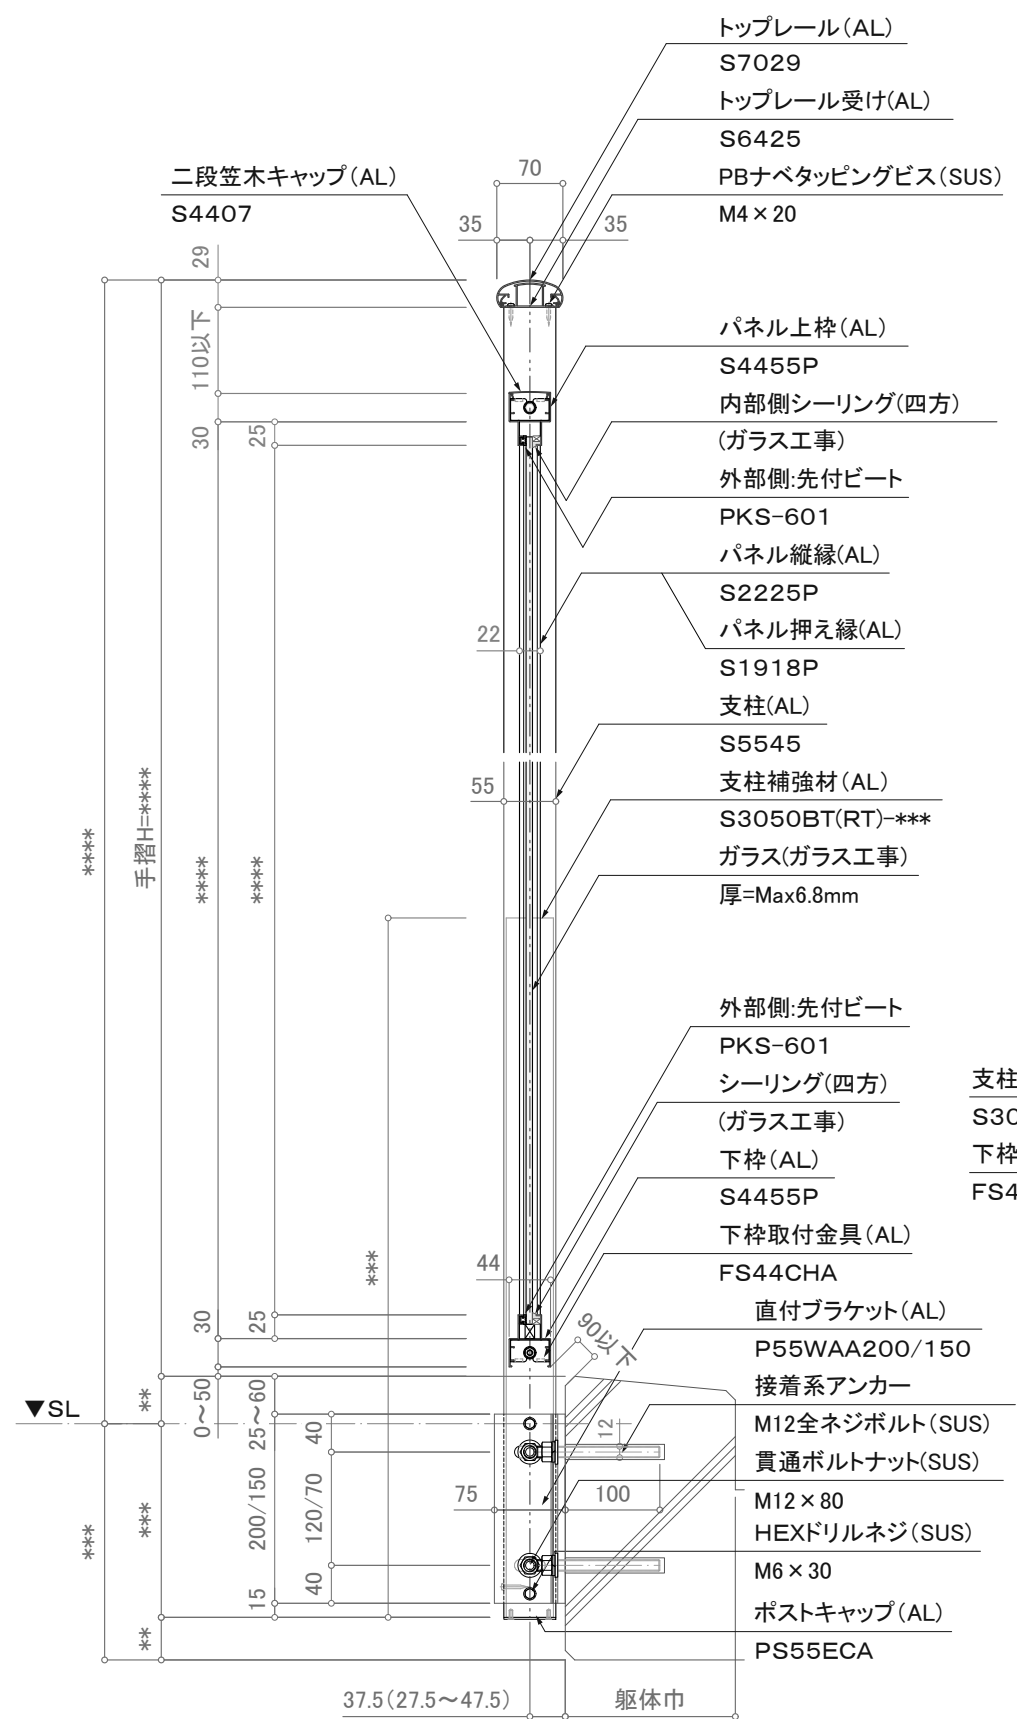 トップレール(AL)
S7029
トップレール受け(AL)
S6425
二段笠木キャップ(AL)
S4407
70
PBナベタッピングビス(SUS)
M4×20
35
35
29
110以下
30
25
パネル上枠(AL)
S4455P
内部側シーリング(四方)
(ガラス工事)
外部側:先付ビート
PKS-601
パネル縦縁(AL)
S2225P
パネル押え縁(AL)
S1918P
22
支柱(AL)
S5545
55
支柱補強材(AL)
S3050BT(RT)-***
ガラス(ガラス工事)
厚=Max6.8mm
****
手摺H=****
****
****
***
外部側:先付ビート
PKS-601
シーリング(四方)
(ガラス工事)
下枠(AL)
S4455P
下枠取付金具(AL)
FS44CHA
支柱
S30
下枠
FS4
44
30
25
90以下
直付ブラケット(AL)
P55WAA200/150
接着系アンカー
M12全ネジボルト(SUS)
貫通ボルトナット(SUS)
M12×80
HEXドリルネジ(SUS)
M6×30
ポストキャップ(AL)
PS55ECA
▼SL
**
0~50
25~60
40
12
75
100
***
***
200/150
120/70
40
15
**
37.5(27.5~47.5)
躯体巾